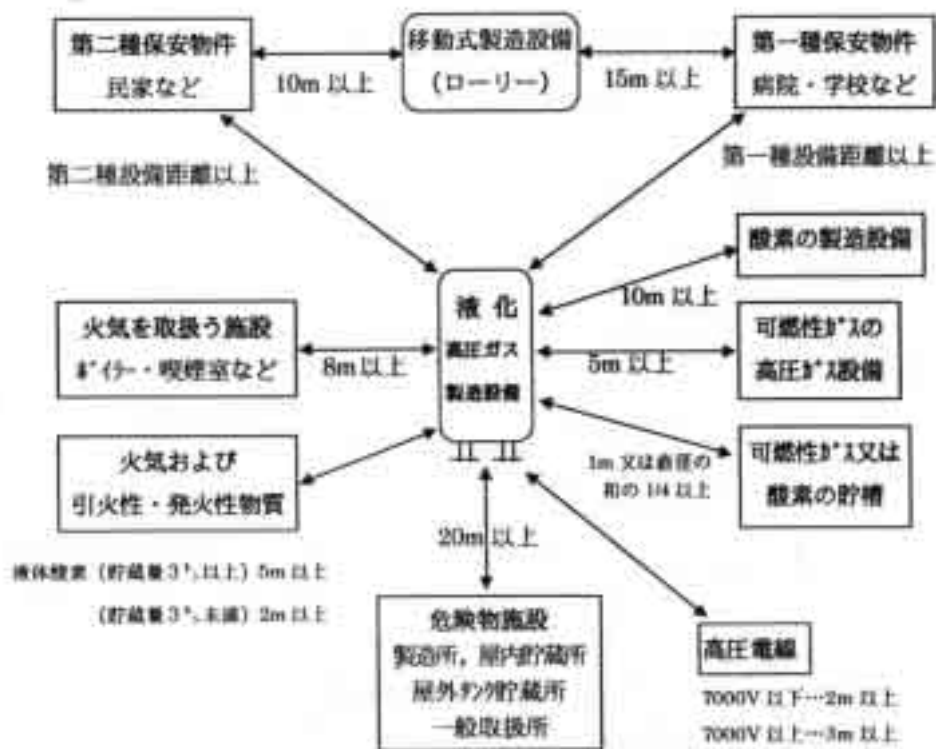 第二種保安物件
民家など
10m 以上
移動式製造設備
(ローリー)
15m 以上
第一種保安物件
病院・学校など
第二種設備距離以上
第一種設備距離以上
酸素の製造設備
10m 以上
液 化
高圧ガス
製造設備
火気を取扱う施設
ﾎﾞｲﾗｰ・喫煙室など
8m 以上
5m 以上
可燃性ｶﾞｽの
高圧ｶﾞｽ設備
火気および
引火性・発火性物質
1m 又は直径の
和の 1/4 以上
可燃性ｶﾞｽ又は
酸素の貯槽
20m 以上
液体酸素 (貯蔵量3㌧以上) 5m 以上
(貯蔵量3㌧未満) 2m 以上
危険物施設
製造所，屋内貯蔵所
屋外ﾀﾝｸ貯蔵所
一般取扱所
高圧電線
7000V 以下…2m 以上
7000V 以上…3m 以上